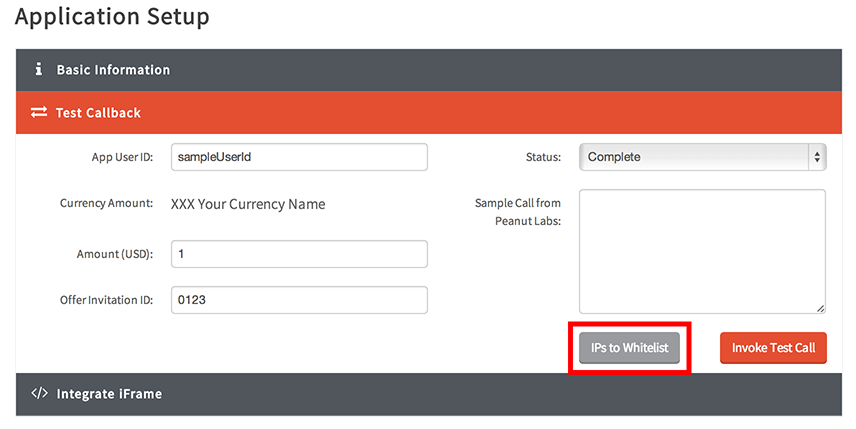 Application Setup
Basic Information
Test Callback
App User ID: sampleUserId
Status: Complete
Currency Amount: XXX Your Currency Name
Sample Call from
Peanut Labs:
Amount (USD): 1
Offer Invitation ID: 0123
IPs to Whitelist
Invoke Test Call
</> Integrate iFrame